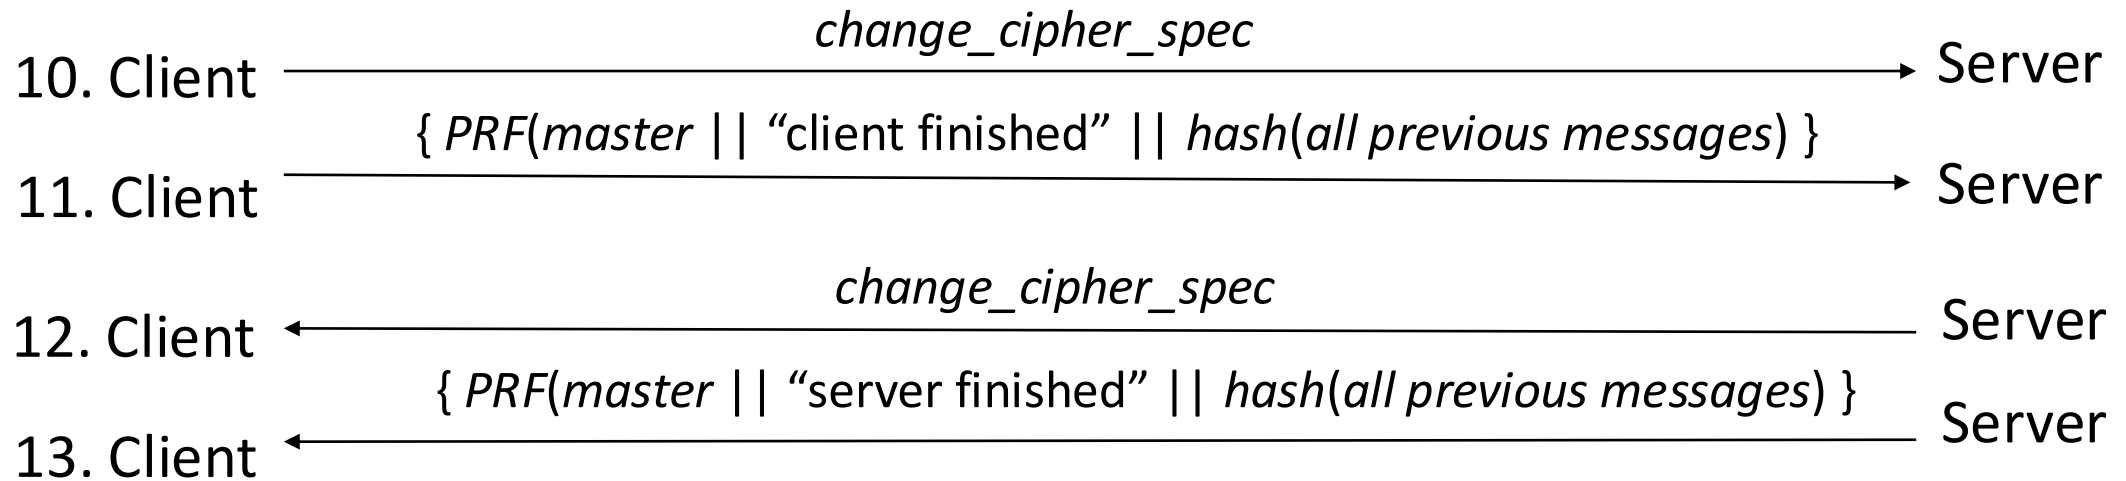 change_cipher_spec
10. Client Server
{ PRF(master || “client finished” || hash(all previous messages) }
11. Client Server
change_cipher_spec
12. Client Server
{ PRF(master || “server finished” || hash(all previous messages) }
13. Client Server